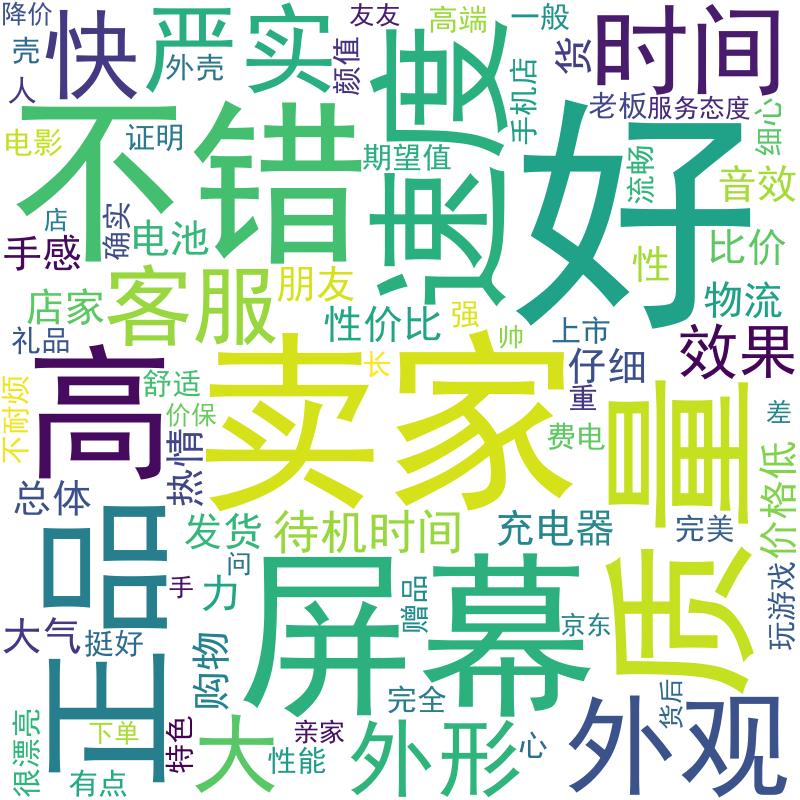 降价
快
严实
友友
高端
一般
货
时间
壳
人
外壳
颜值
速度
手机店
老板
服务态度
细心
电影
证明
不错
期望值
好
流畅
音效
店
手感
确实
电池
客服
朋友
性
比价
店家
性价比
强
帅
上市
物流
礼品
高
卖家
长
仔细
效果
不耐烦
舒适
价保
重
质量
差
热情
费电
总体
正品
发货
待机时间
充电器
完美
价格低
手
问
力
屏幕
赠品
京东
玩游戏
大气
挺好
购物
完全
货后
外观
很漂亮
下单
特色
大
亲家
外形
心
有点
性能